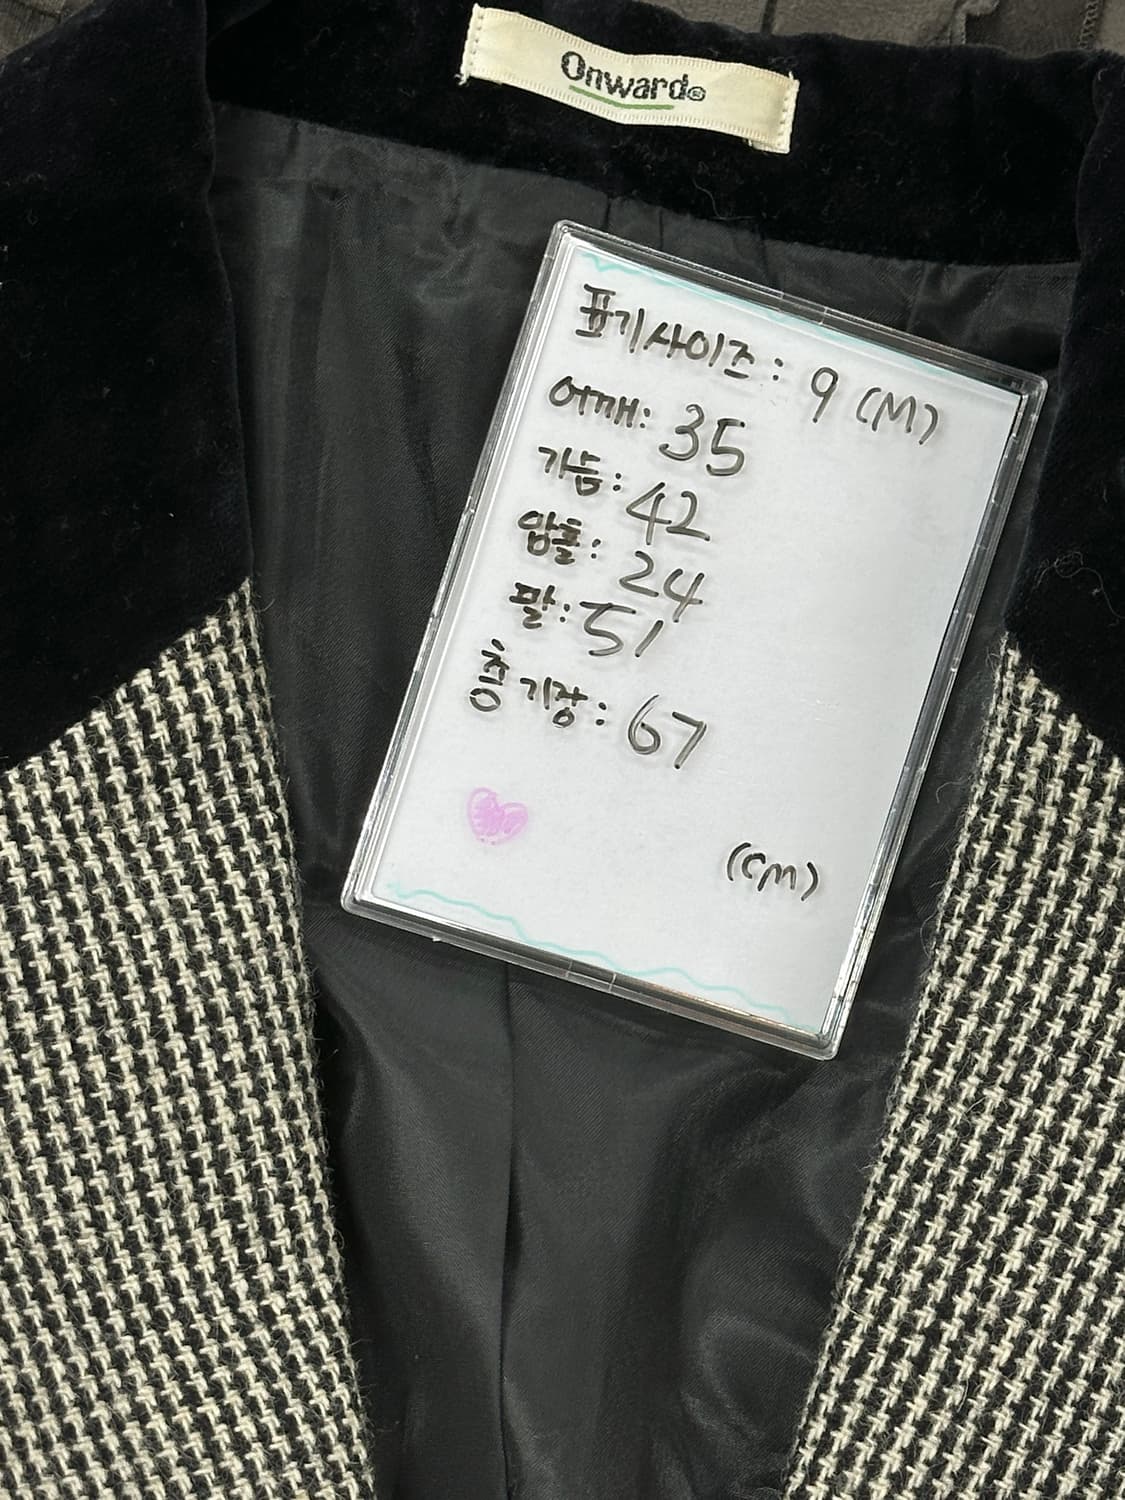 Onward®
표기사이즈: 9 (M)
어깨: 35
가슴: 42
암홀: 24
팔: 51
총기장: 67
(cm)